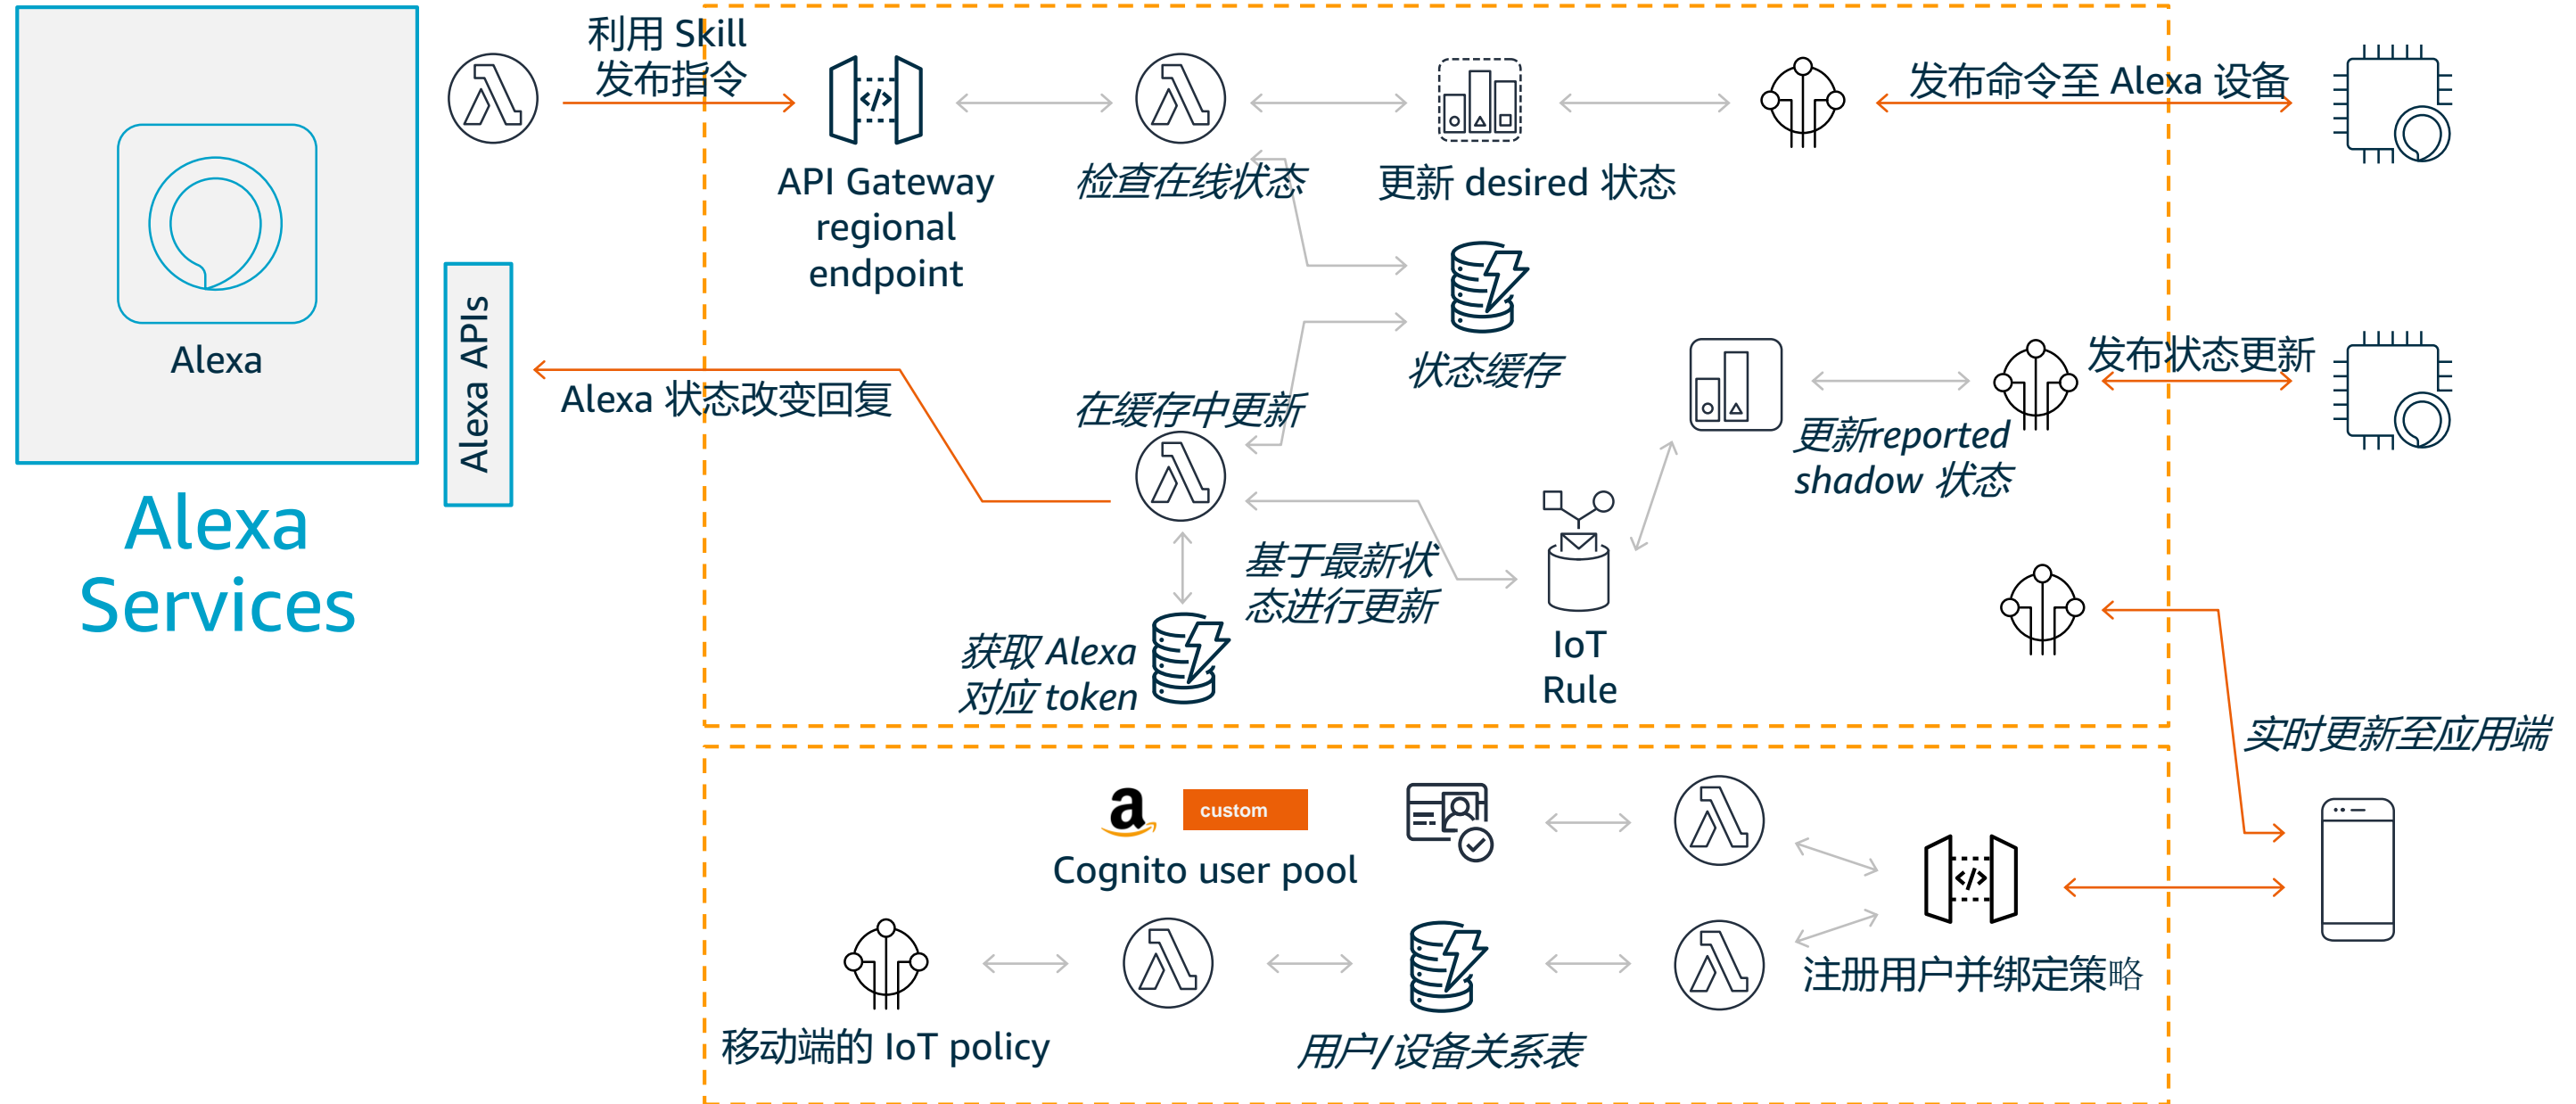 利用 Skill
发布指令
发布命令至 Alexa 设备
API Gateway
regional
endpoint
检查在线状态
更新 desired 状态
Alexa
Alexa APIs
Alexa
Services
Alexa 状态改变回复
在缓存中更新
状态缓存
发布状态更新
更新reported
shadow 状态
基于最新状
态进行更新
获取 Alexa
对应 token
IoT
Rule
实时更新至应用端
a
custom
Cognito user pool
注册用户并绑定策略
移动端的 IoT policy
用户/设备关系表